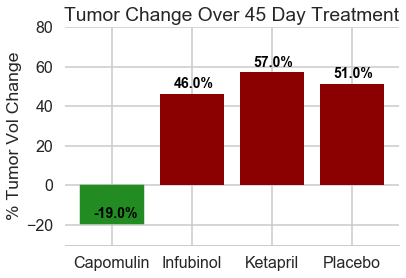 Tumor Change Over 45 Day Treatment
% Tumor Vol Change
80
60
40
20
0
−20
-19.0%
46.0%
57.0%
51.0%
Capomulin
Infubinol
Ketapril
Placebo